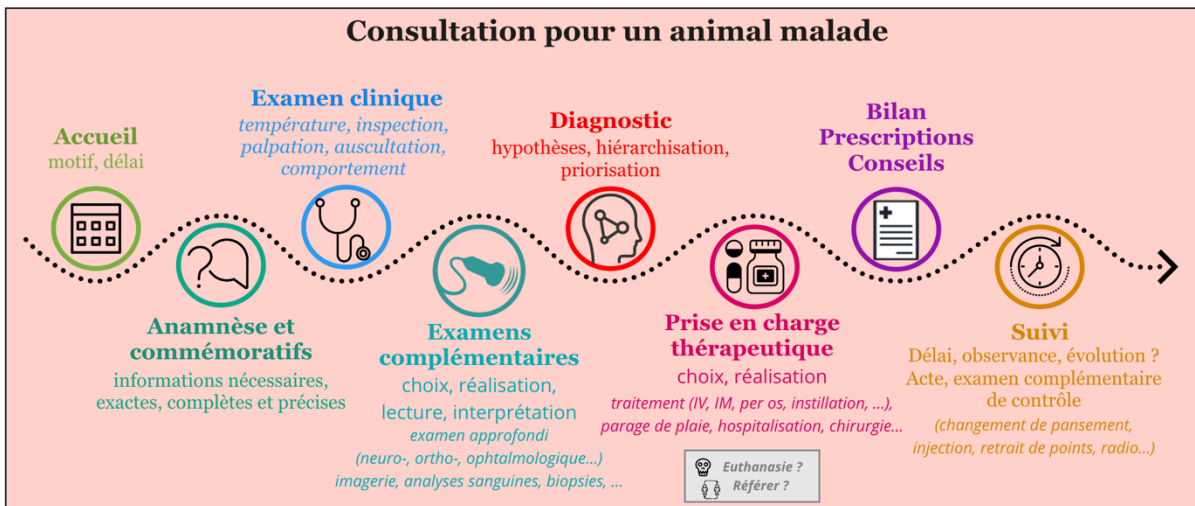 Consultation pour un animal malade
Accueil
motif, délai
Anamnèse et
commémoratifs
informations nécessaires,
exactes, complètes et précises
Examen clinique
température, inspection,
palpation, auscultation,
comportement
Examens
complémentaires
choix, réalisation,
lecture, interprétation
examen approfondi
(neuro-, ortho-, ophtalmologique...)
imagerie, analyses sanguines, biopsies, ...
Diagnostic
hypothèses, hiérarchisation,
priorisation
Prise en charge
thérapeutique
choix, réalisation
traitement (IV, IM, per os, instillation, ...),
parage de plaie, hospitalisation, chirurgie...
Euthanasie ?
Référer ?
Bilan
Prescriptions
Conseils
Suivi
Délai, observance, évolution ?
Acte, examen complémentaire
de contrôle
(changement de pansement,
injection, retrait de points, radio...)